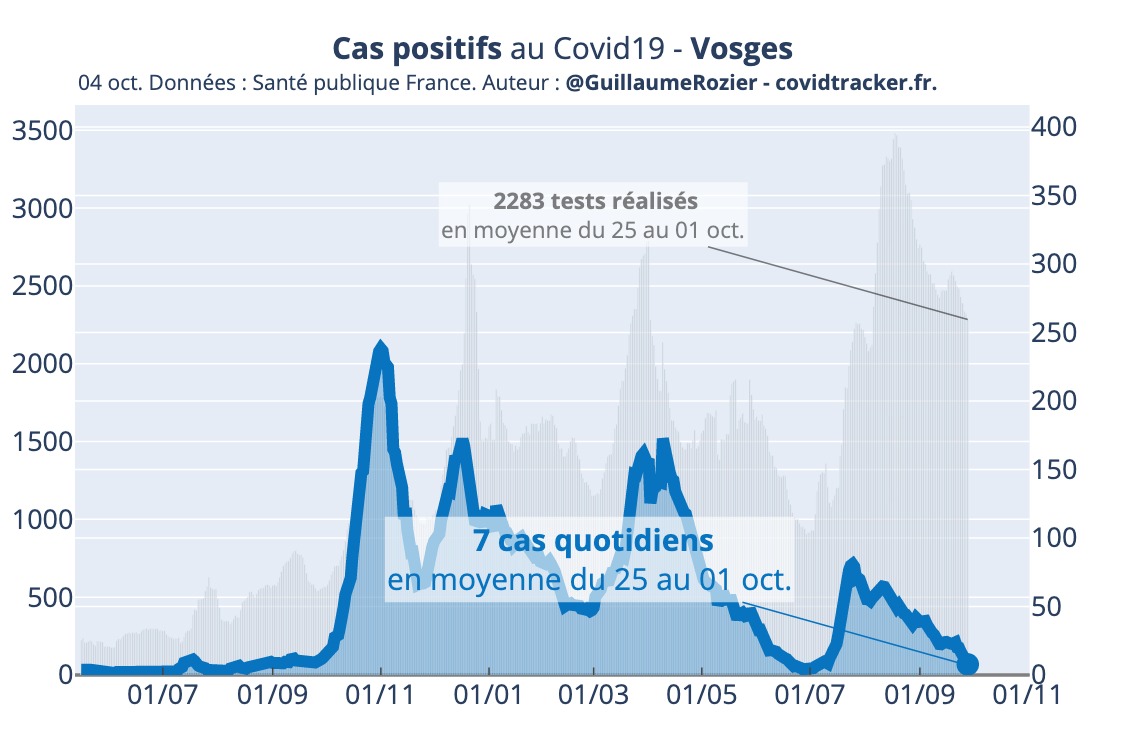 Cas positifs au Covid19 - Vosges
04 oct. Données : Santé publique France. Auteur : @GuillaumeRozier - covidtracker.fr.
3500
3000
2500
2000
1500
1000
500
0
400
350
300
250
200
150
100
50
0
2283 tests réalisés
en moyenne du 25 au 01 oct.
7 cas quotidiens
en moyenne du 25 au 01 oct.
01/07 01/09 01/11 01/01 01/03 01/05 01/07 01/09 01/11